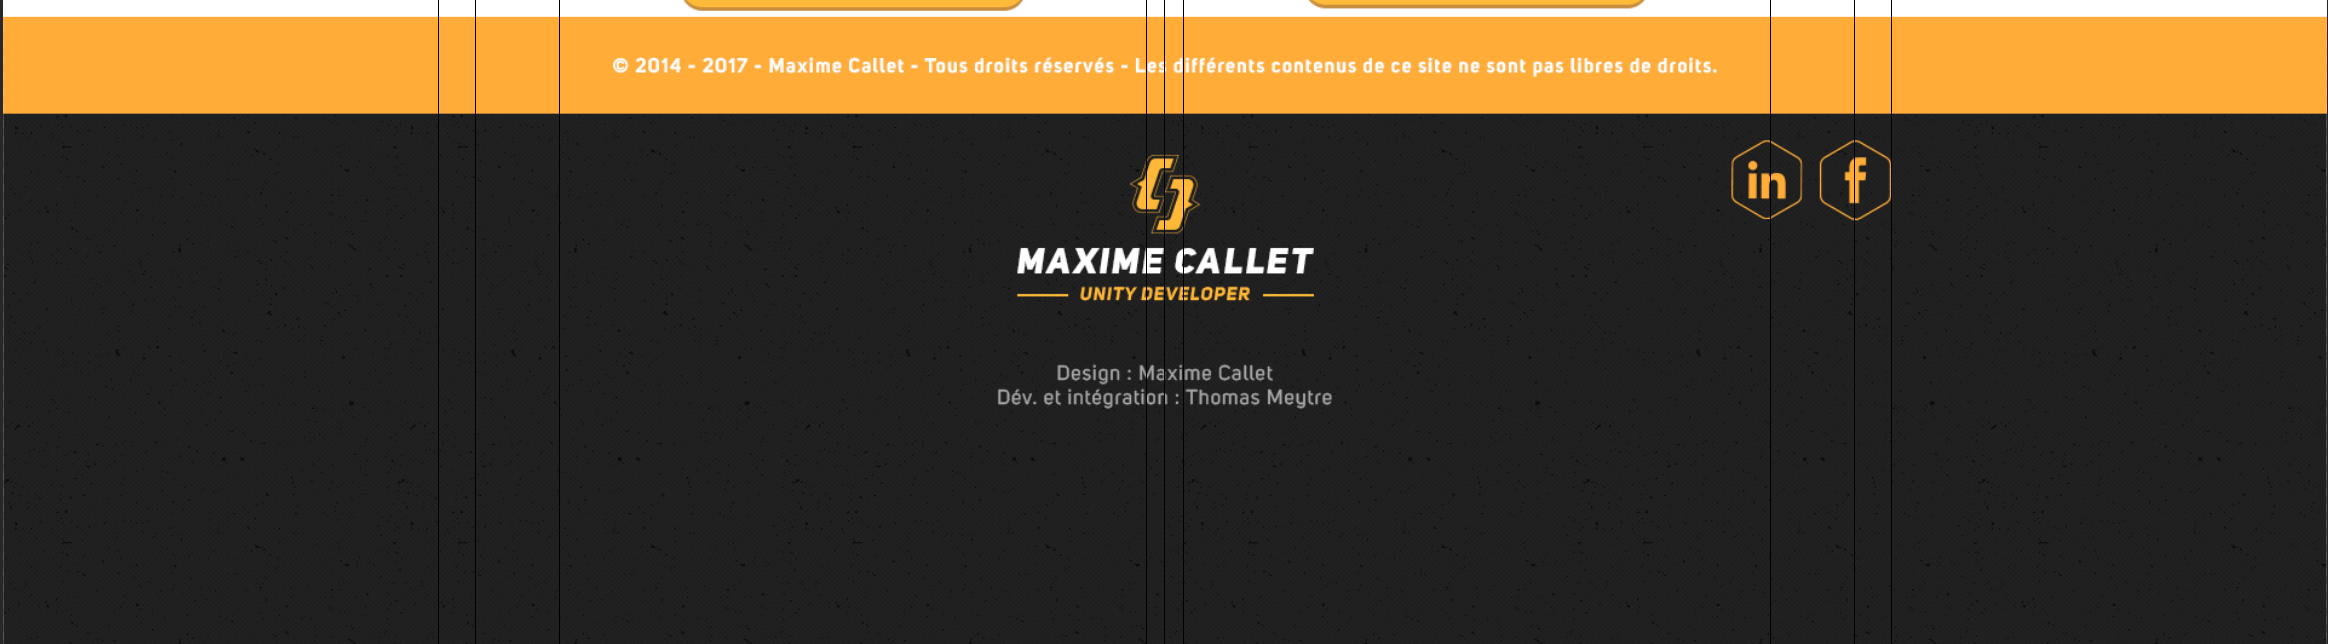 © 2014 - 2017 - Maxime Callet - Tous droits réservés - Les différents contenus de ce site ne sont pas libres de droits.
in f
MAXIME CALLET
UNITY DEVELOPER
Design : Maxime Callet
Dév. et intégration : Thomas Meytre